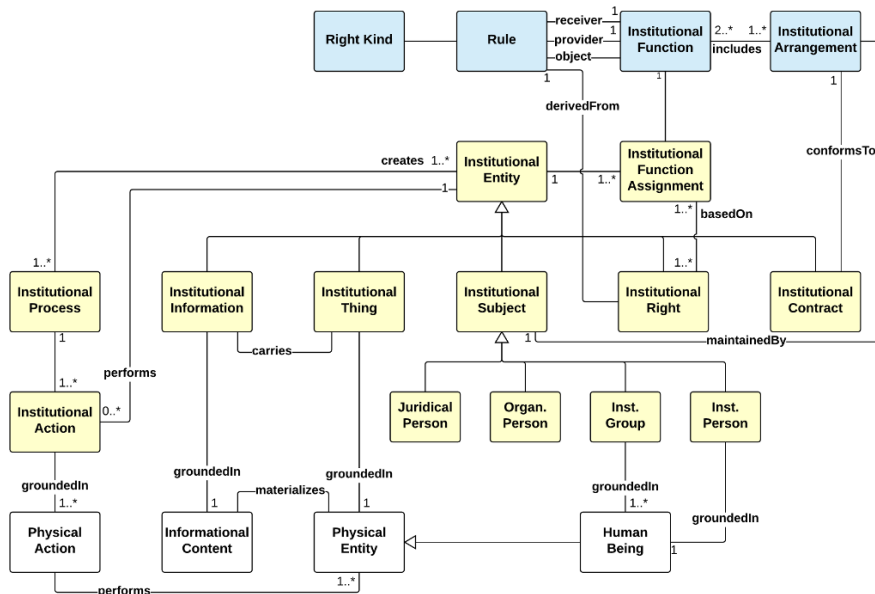 receiver
1
Right Kind
Rule
provider
1
Institutional
Function
2..*
1..*
Institutional
Arrangement
object
includes
1
1
1
derivedFrom
creates
1..*
Institutional
Entity
1
1..*
Institutional
Function
Assignment
conformsTo
1
1..*
basedOn
1..*
1..*
Institutional
Process
Institutional
Information
Institutional
Thing
Institutional
Subject
Institutional
Right
Institutional
Contract
1
carries
1
maintainedBy
performs
1..*
Institutional
Action
0..*
Juridical
Person
Organ.
Person
Inst.
Group
Inst.
Person
groundedIn
groundedIn
groundedIn
groundedIn
materializes
1..*
1
1
1..*
groundedIn
Physical
Action
Informational
Content
Physical
Entity
Human
Being
1
1..*
performs